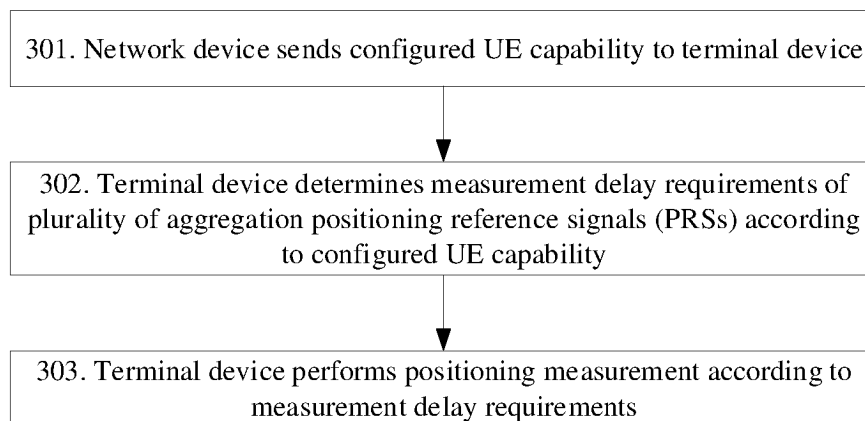 301. Network device sends configured UE capability to terminal device
302. Terminal device determines measurement delay requirements of
plurality of aggregation positioning reference signals (PRSs) according
to configured UE capability
303. Terminal device performs positioning measurement according to
measurement delay requirements